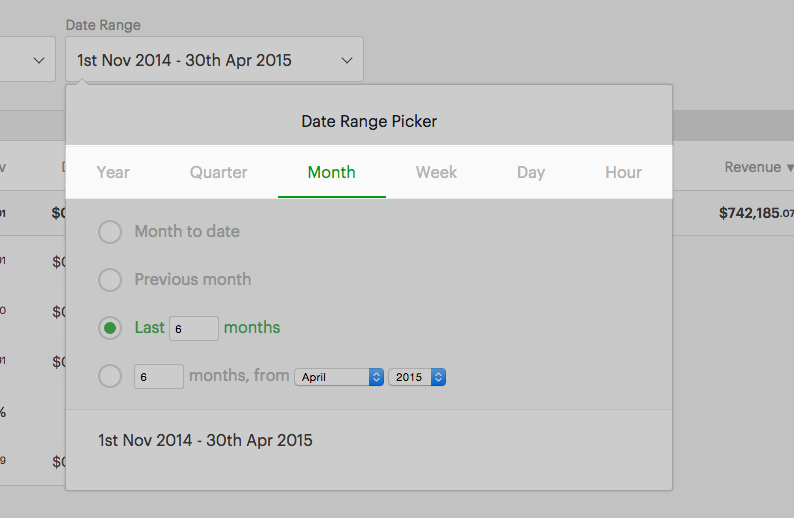 Date Range
1st Nov 2014 - 30th Apr 2015
Date Range Picker
Year Quarter Month Week Day Hour
Revenue ▾
$742,185.07
Month to date
Previous month
Last 6 months
6 months, from April 2015
1st Nov 2014 - 30th Apr 2015